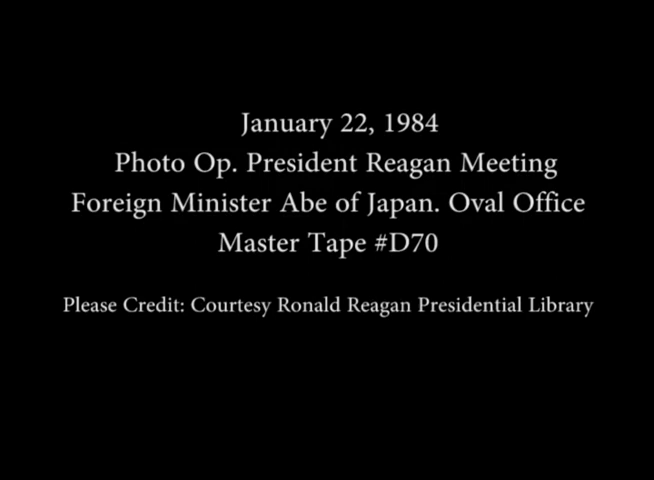 January 22, 1984
Photo Op. President Reagan Meeting
Foreign Minister Abe of Japan. Oval Office
Master Tape #D70
Please Credit: Courtesy Ronald Reagan Presidential Library